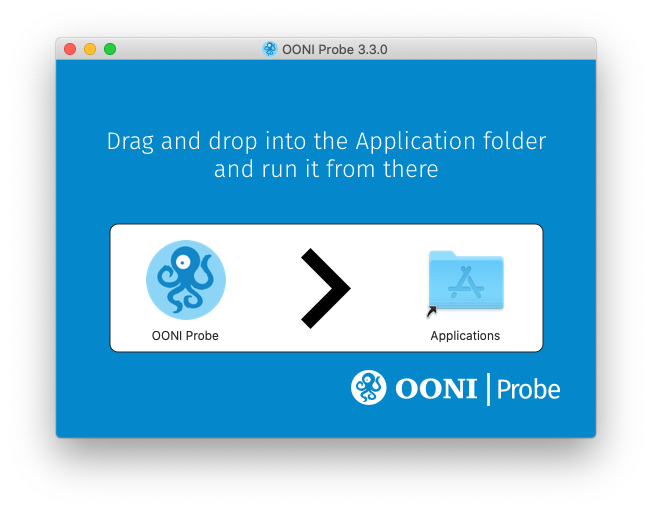 OONI Probe 3.3.0
Drag and drop into the Application folder
and run it from there
OONI Probe
Applications
OONI Probe